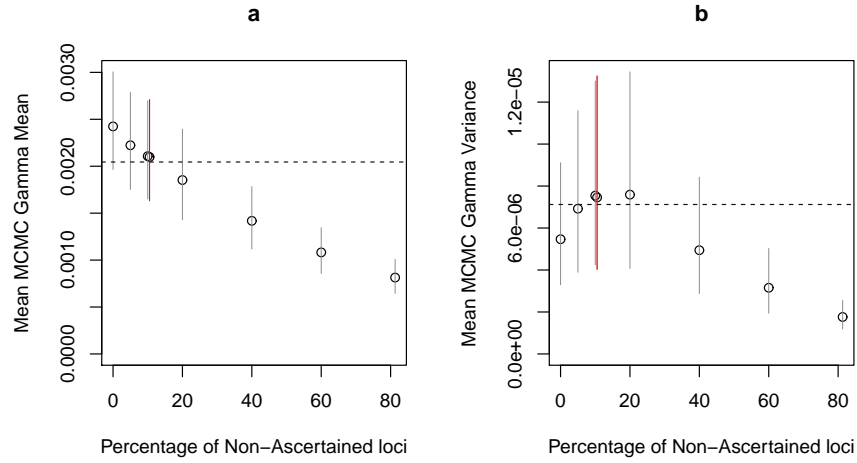 a
Mean MCMC Gamma Mean
0.0030
0.0020
0.0010
0.0000
0 20 40 60 80
Percentage of Non−Ascertained loci
b
Mean MCMC Gamma Variance
1.2e−05
6.0e−06
0.0e+00
0 20 40 60 80
Percentage of Non−Ascertained loci